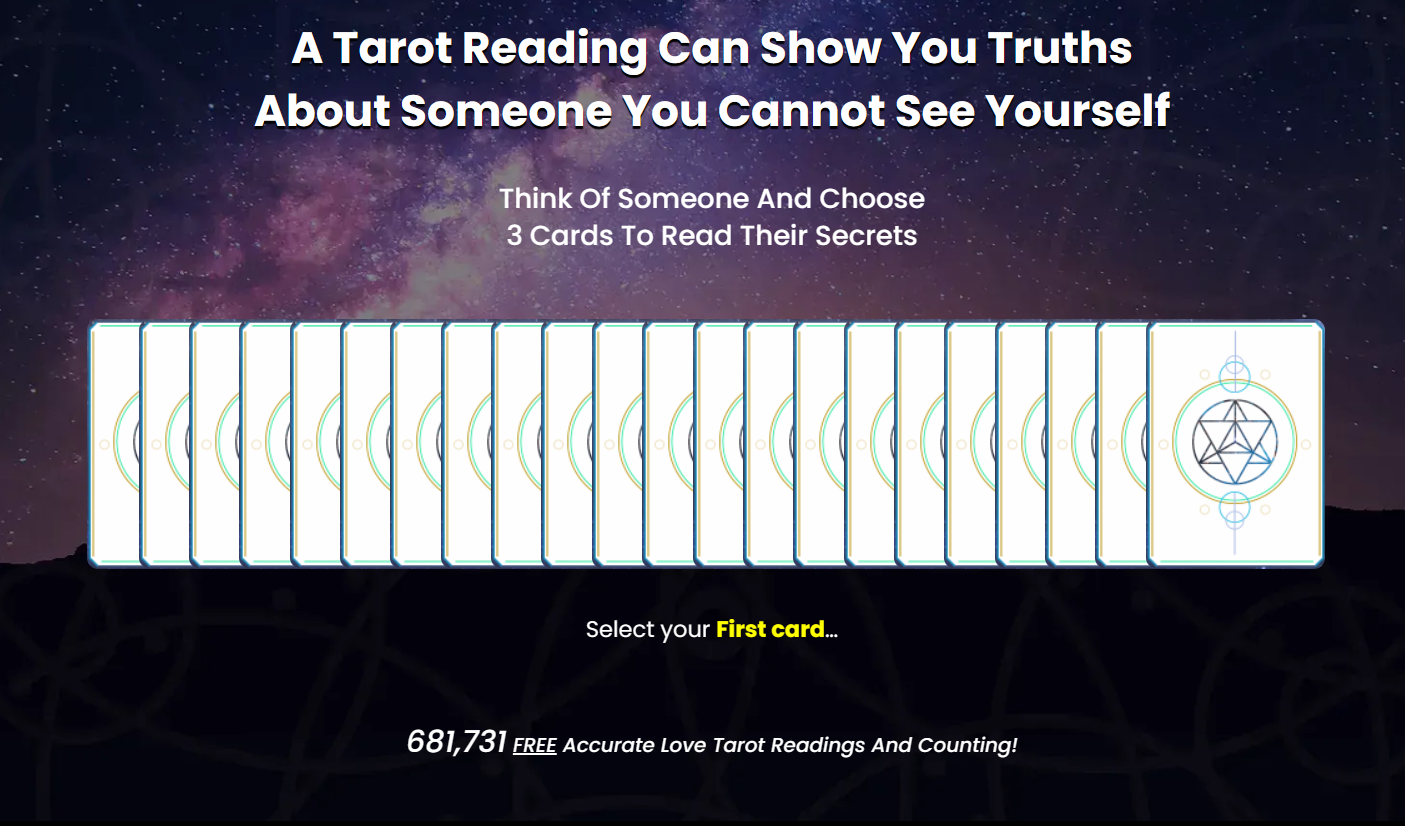 A Tarot Reading Can Show You Truths
About Someone You Cannot See Yourself
Think Of Someone And Choose
3 Cards To Read Their Secrets
Select your First card...
681,731 FREE Accurate Love Tarot Readings And Counting!